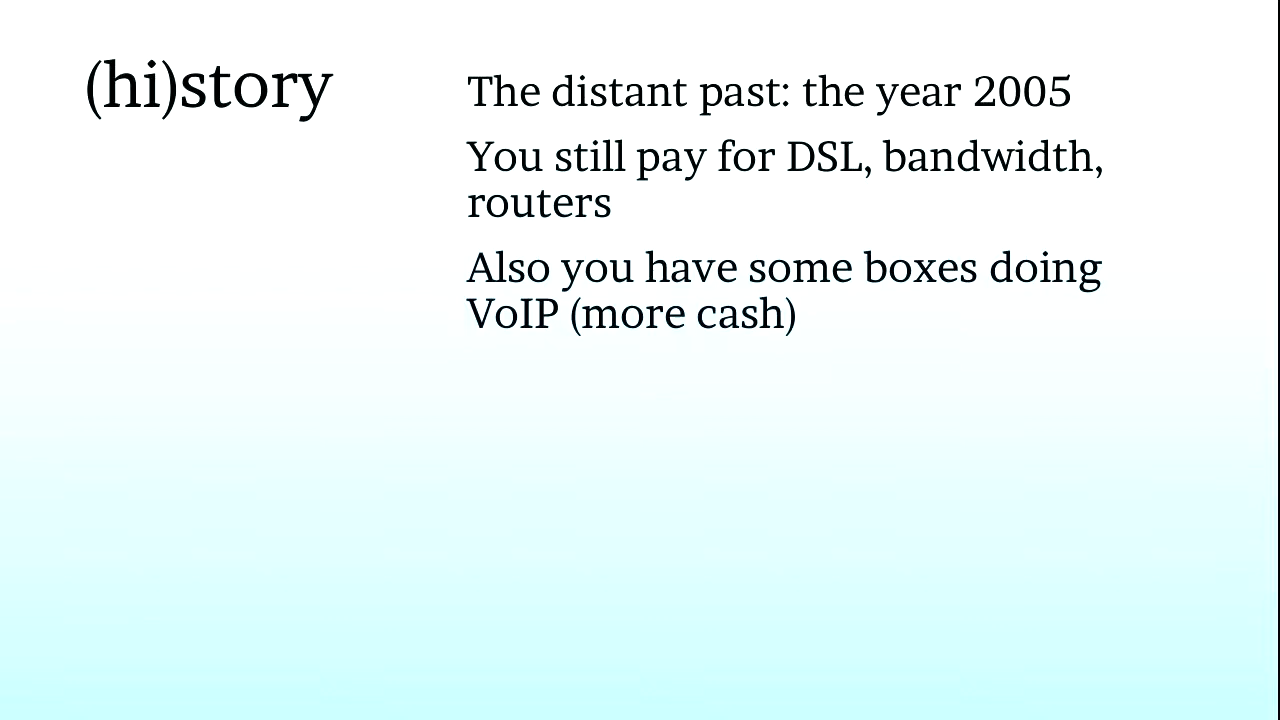 (hi)story
The distant past: the year 2005
You still pay for DSL, bandwidth,
routers
Also you have some boxes doing
VoIP (more cash)